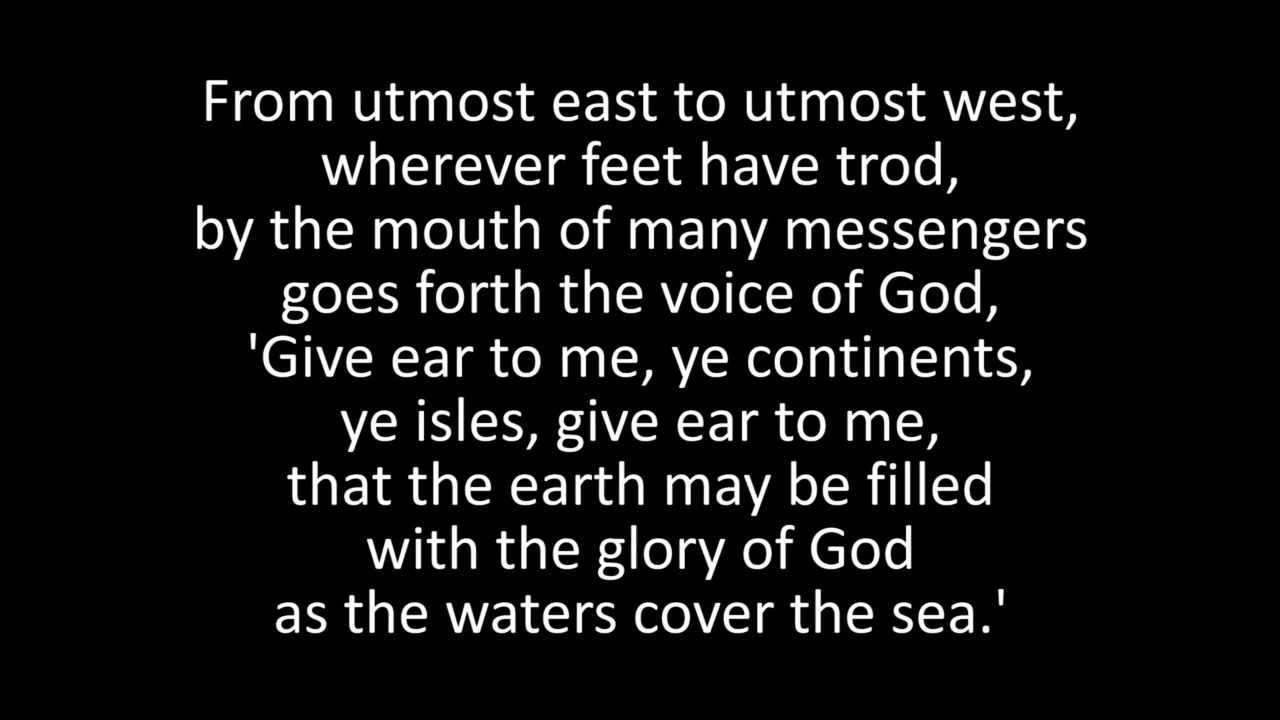 From utmost east to utmost west,
wherever feet have trod,
by the mouth of many messengers
goes forth the voice of God,
'Give ear to me, ye continents,
ye isles, give ear to me,
that the earth may be filled
with the glory of God
as the waters cover the sea.'